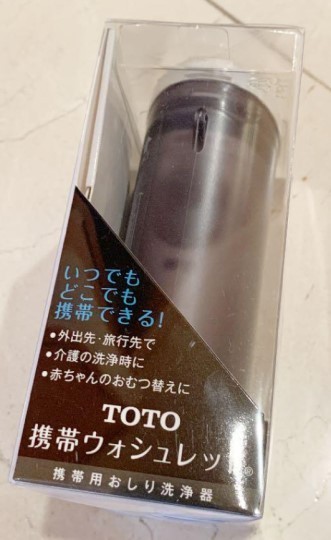 いつでも
どこでも
携帯できる!
●外出先・旅行先で
●介護の洗浄時に
●赤ちゃんのおむつ替えに
TOTO
携帯ウォシュレッ®
携帯用おしり洗浄器